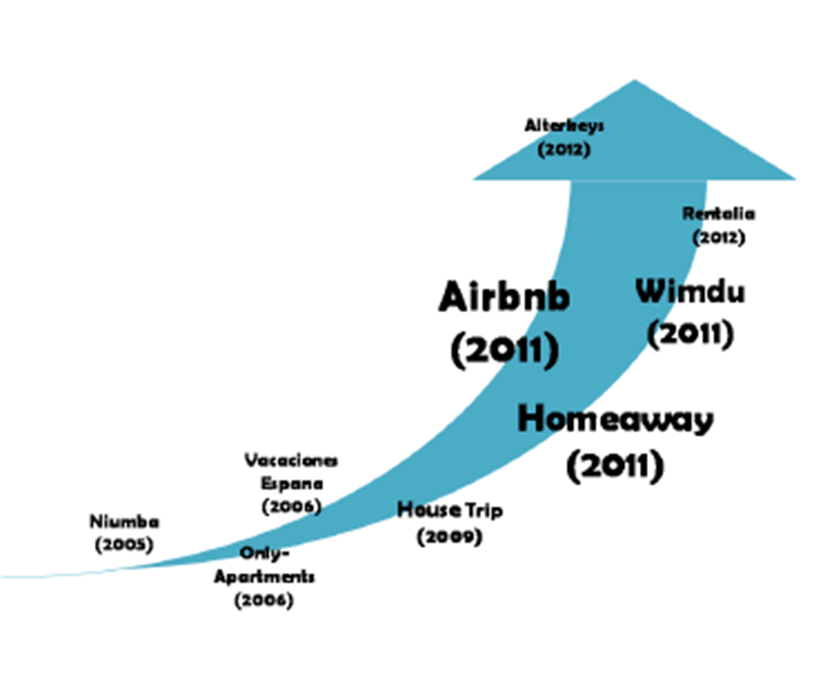 Alterkeys
(2012)
Rentalia
(2012)
Airbnb
(2011)
Wimdu
(2011)
Homeaway
(2011)
Vacaciones
Espana
(2006)
House Trip
(2009)
Niumba
(2005)
Only-
Apartments
(2006)